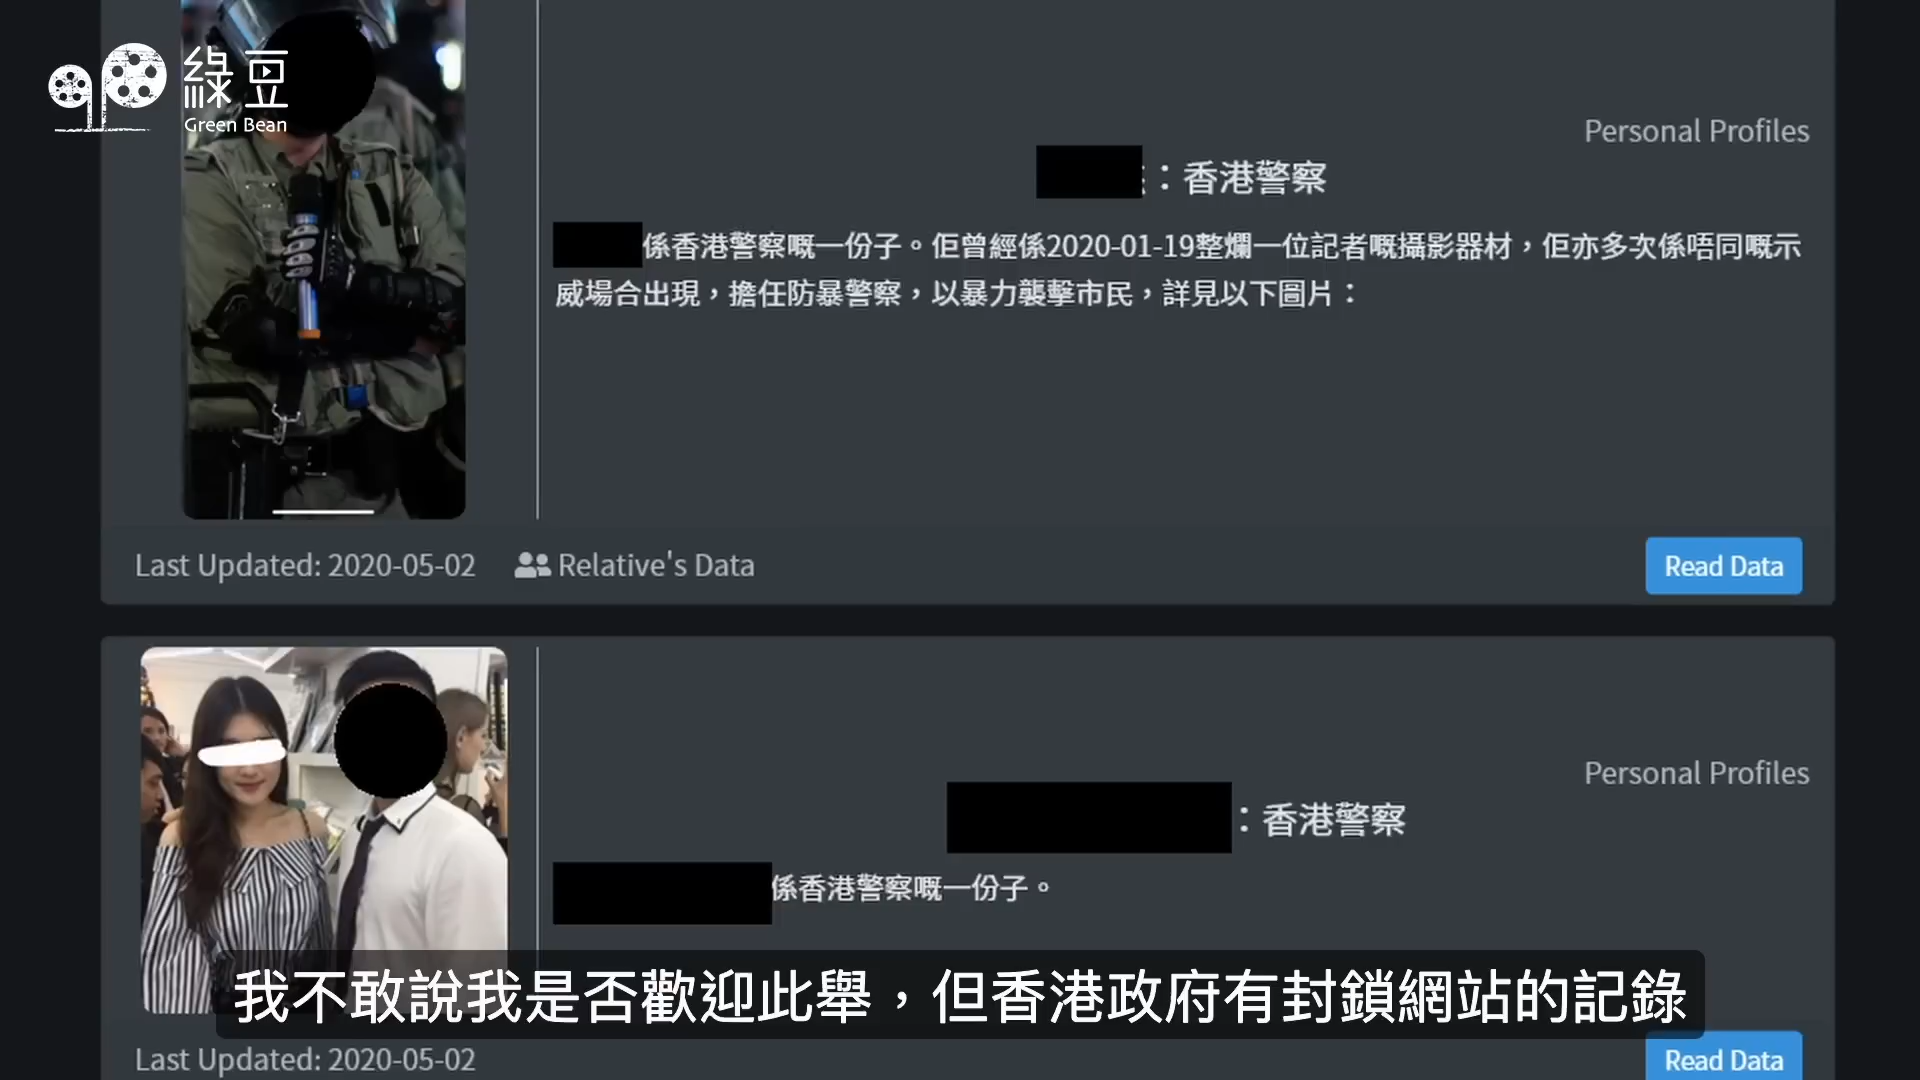 綠豆
Green Bean
Personal Profiles
：香港警察
係香港警察嘅一份子。佢曾經係2020-01-19整爛一位記者嘅攝影器材，佢亦多次係唔同嘅示
威場合出現，擔任防暴警察，以暴力襲擊市民，詳見以下圖片：
Last Updated: 2020-05-02
Relative's Data
Read Data
Personal Profiles
：香港警察
係香港警察嘅一份子。
我不敢說我是否歡迎此舉，但香港政府有封鎖網站的記錄
Last Updated: 2020-05-02
Read Data